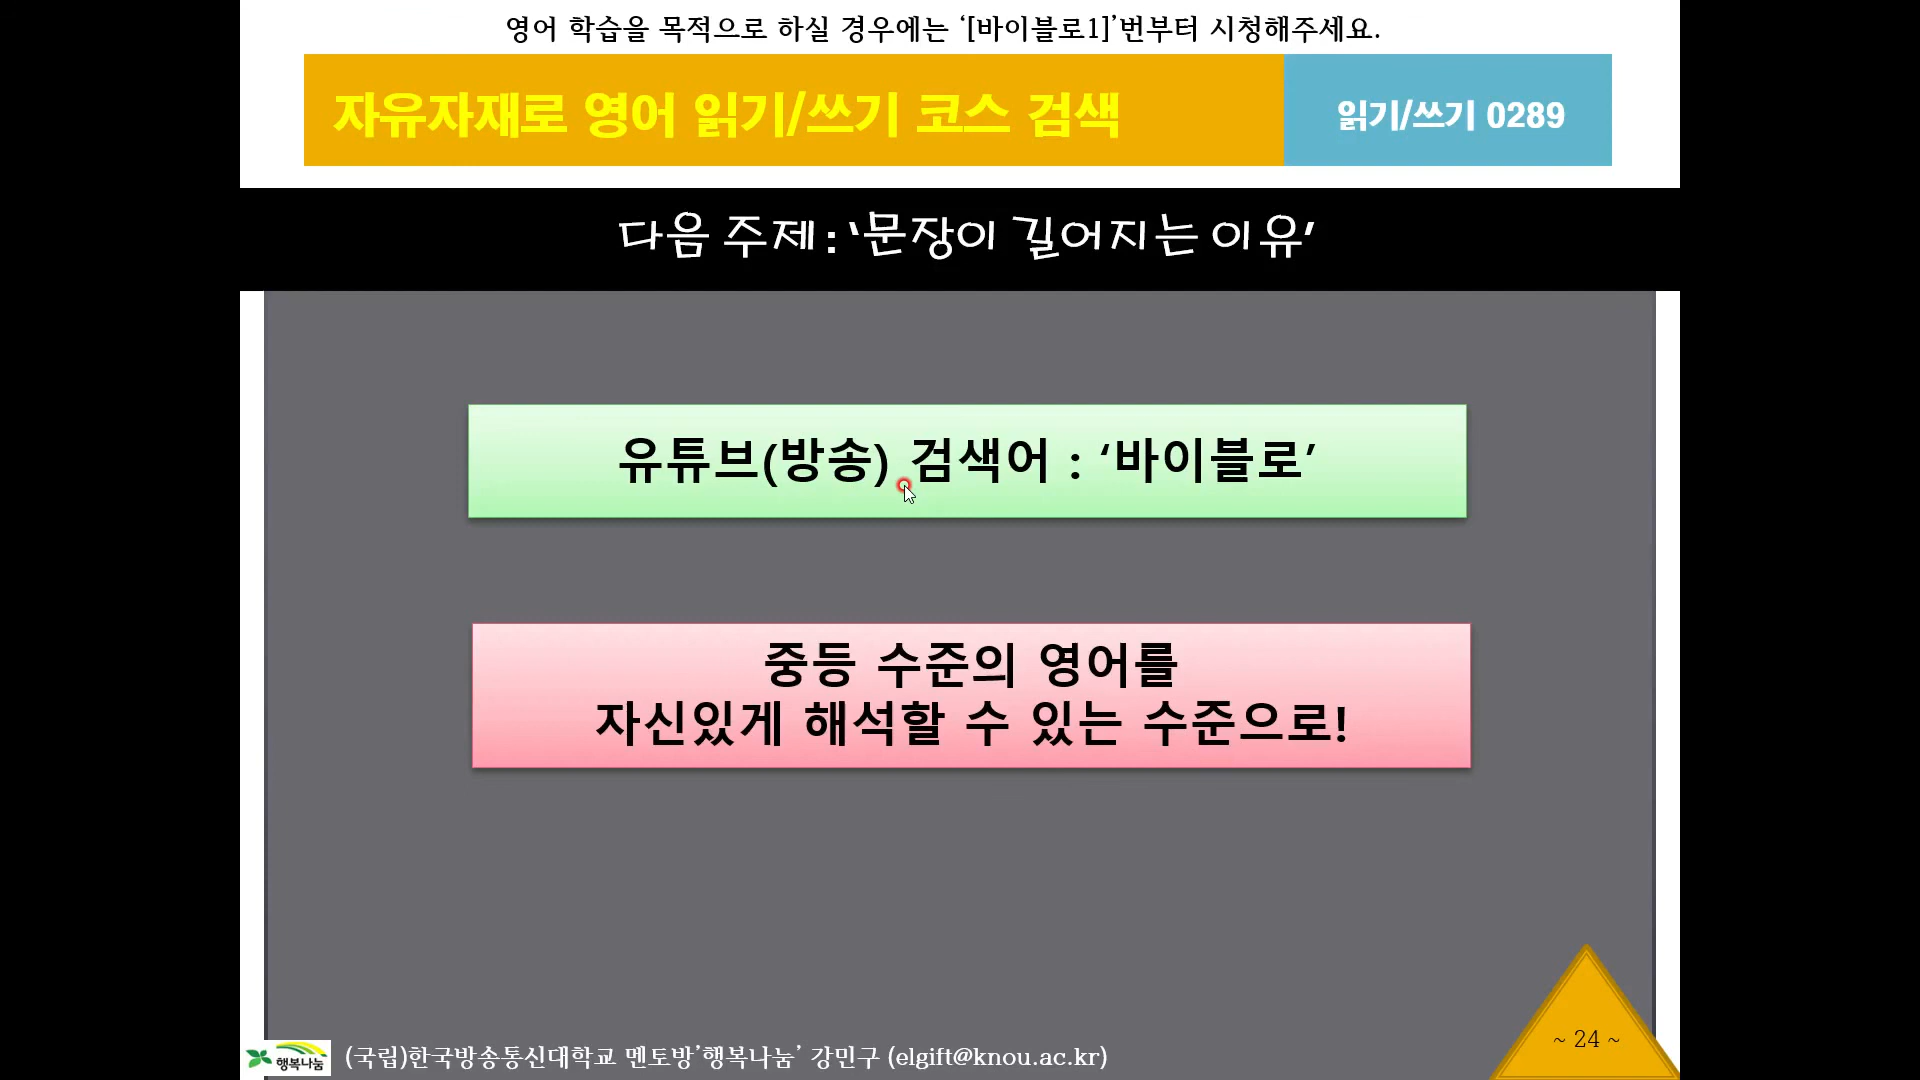 영어 학습을 목적으로 하실 경우에는 ‘[바이블로1]’번부터 시청해주세요.
자유자재로 영어 읽기/쓰기 코스 검색
읽기/쓰기 0289
다음 주제 : ‘문장이 길어지는 이유’
유튜브(방송) 검색어 : ‘바이블로’
중등 수준의 영어를
자신있게 해석할 수 있는 수준으로!
행복나눔
(국립)한국방송통신대학교 멘토방’행복나눔’ 강민구 (elgift@knou.ac.kr)
~ 24 ~